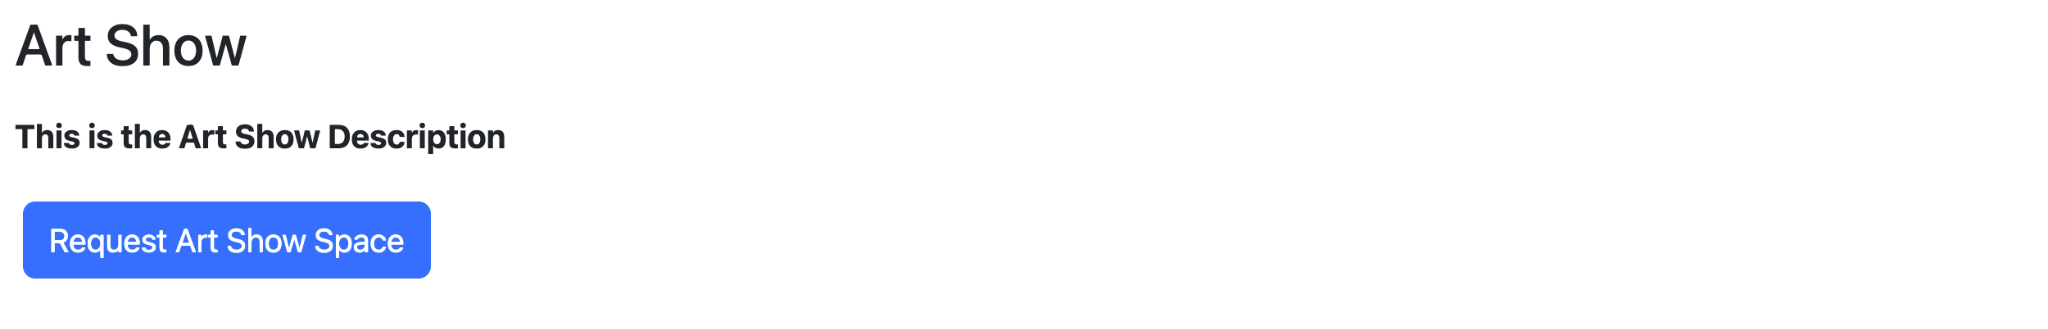 Art Show
This is the Art Show Description
Request Art Show Space